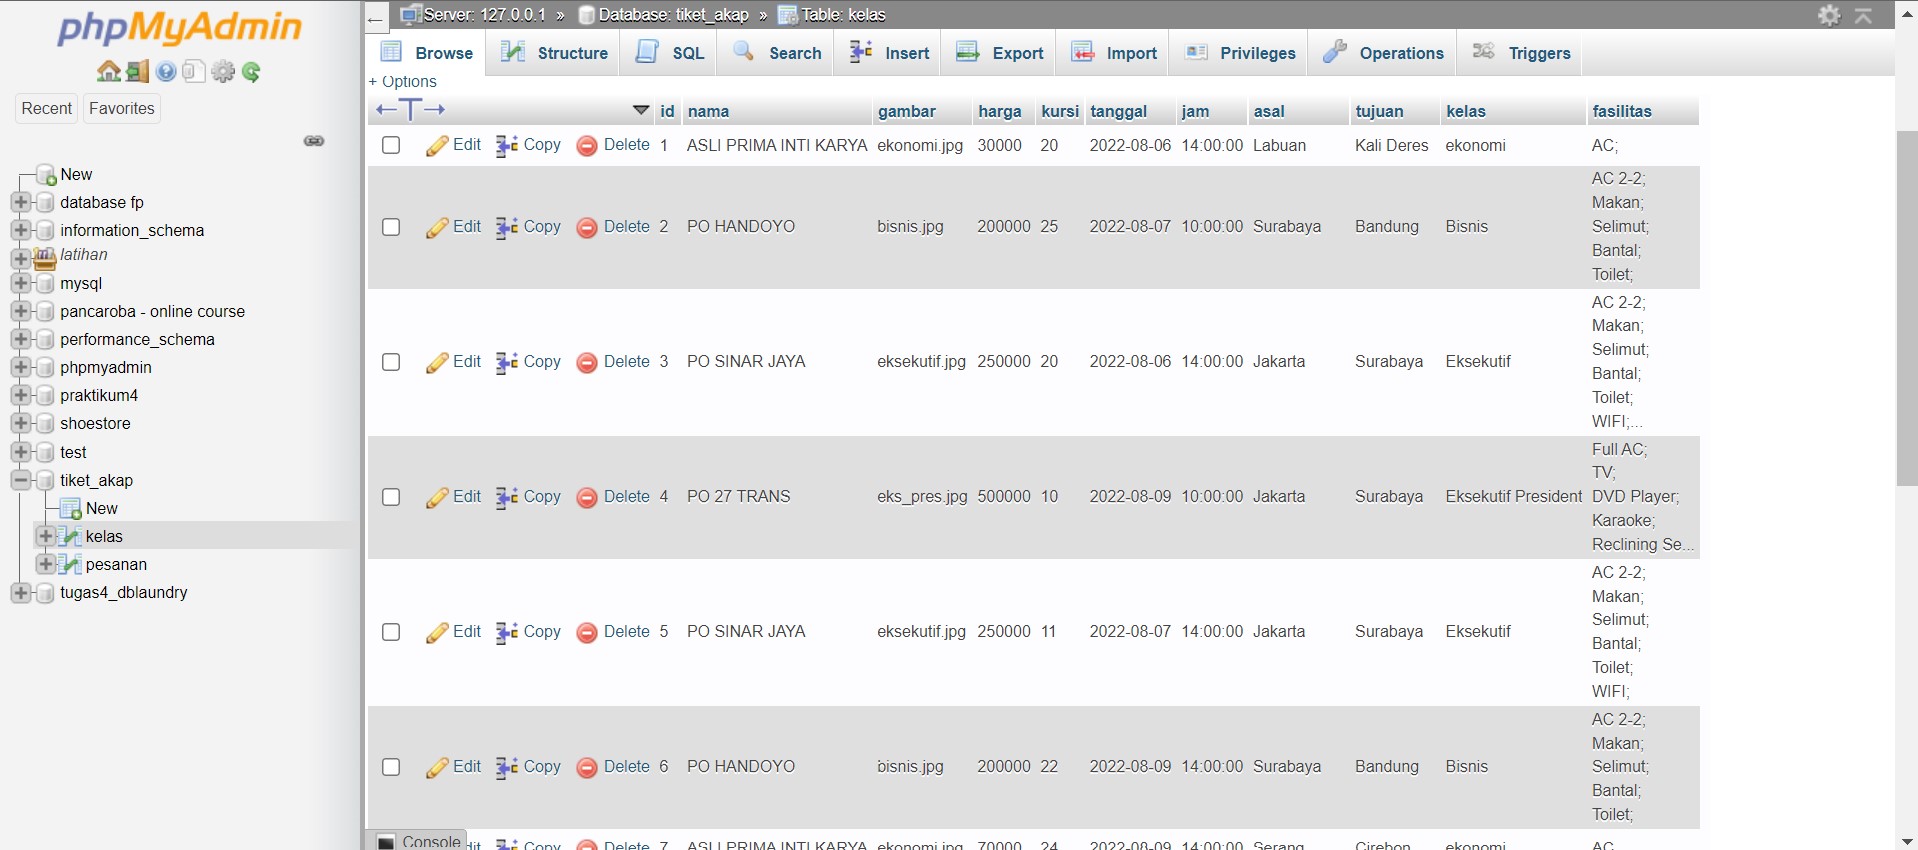 phpMyAdmin
Recent
Favorites
New
database fp
information_schema
latihan
mysql
pancaroba - online course
performance_schema
phpmyadmin
praktikum4
shoestore
test
tiket_akap
New
kelas
pesanan
tugas4_dblaundry
Server: 127.0.0.1 » Database: tiket_akap » Table: kelas
Browse Structure SQL Search Insert Export Import Privileges Operations Triggers
+ Options
id nama gambar harga kursi tanggal jam asal tujuan kelas fasilitas
Edit Copy Delete 1 ASLI PRIMA INTI KARYA ekonomi.jpg 30000 20 2022-08-06 14:00:00 Labuan Kali Deres ekonomi AC;
AC 2-2;
Makan;
Edit Copy Delete 2 PO HANDOYO bisnis.jpg 200000 25 2022-08-07 10:00:00 Surabaya Bandung Bisnis Selimut;
Bantal;
Toilet;
AC 2-2;
Makan;
Selimut;
Edit Copy Delete 3 PO SINAR JAYA eksekutif.jpg 250000 20 2022-08-06 14:00:00 Jakarta Surabaya Eksekutif
Bantal;
Toilet;
WIFI;...
Full AC;
TV;
Edit Copy Delete 4 PO 27 TRANS eks_pres.jpg 500000 10 2022-08-09 10:00:00 Jakarta Surabaya Eksekutif President DVD Player;
Karaoke;
Reclining Se...
AC 2-2;
Makan;
Selimut;
Edit Copy Delete 5 PO SINAR JAYA eksekutif.jpg 250000 11 2022-08-07 14:00:00 Jakarta Surabaya Eksekutif
Bantal;
Toilet;
WIFI;
AC 2-2;
Makan;
Edit Copy Delete 6 PO HANDOYO bisnis.jpg 200000 22 2022-08-09 14:00:00 Surabaya Bandung Bisnis Selimut;
Bantal;
Toilet;
Console
Copy Delete 7 ASLI PRIMA INTI KARYA ekonomi.jpg 70000 24 2022-08-09 14:00:00 Serang Cirebon ekonomi AC